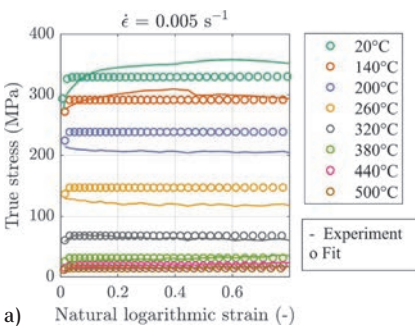 ε̇ = 0.005 s⁻¹
400
300
200
100
0
0
0.2
0.4
0.6
True stress (MPa)
Natural logarithmic strain (-)
a)
20°C
140°C
200°C
260°C
320°C
380°C
440°C
500°C
- Experiment
o Fit